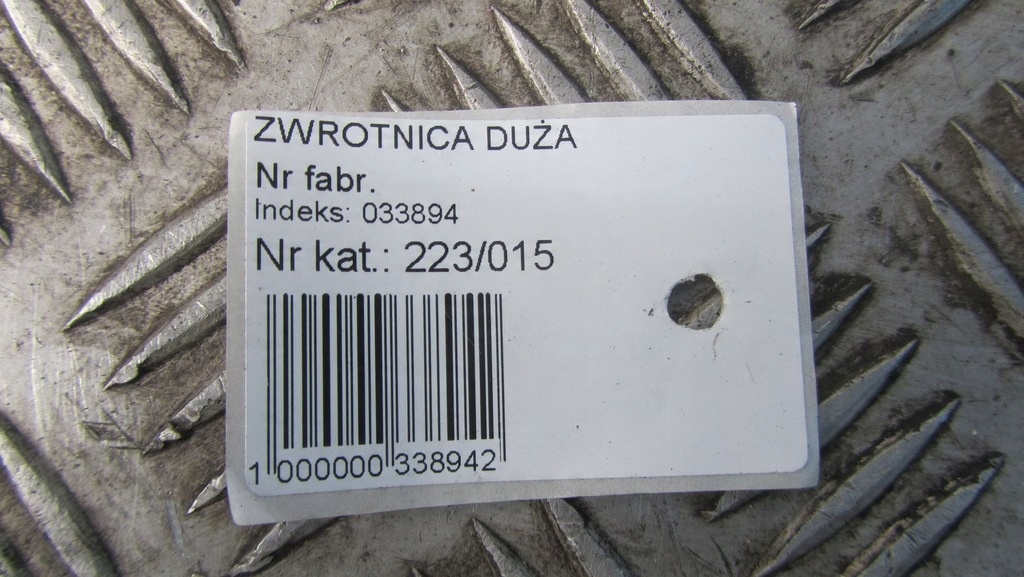 ZWROTNICA DUŻA
Nr fabr.
Indeks: 033894
Nr kat.: 223/015
1 000000 338942